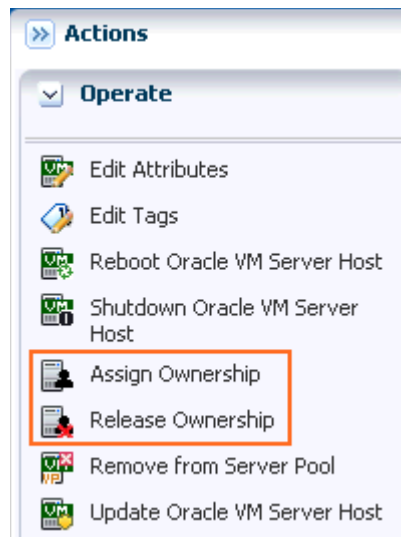 Actions
Operate
Edit Attributes
Edit Tags
Reboot Oracle VM Server Host
Shutdown Oracle VM Server
Host
Assign Ownership
Release Ownership
Remove from Server Pool
Update Oracle VM Server Host